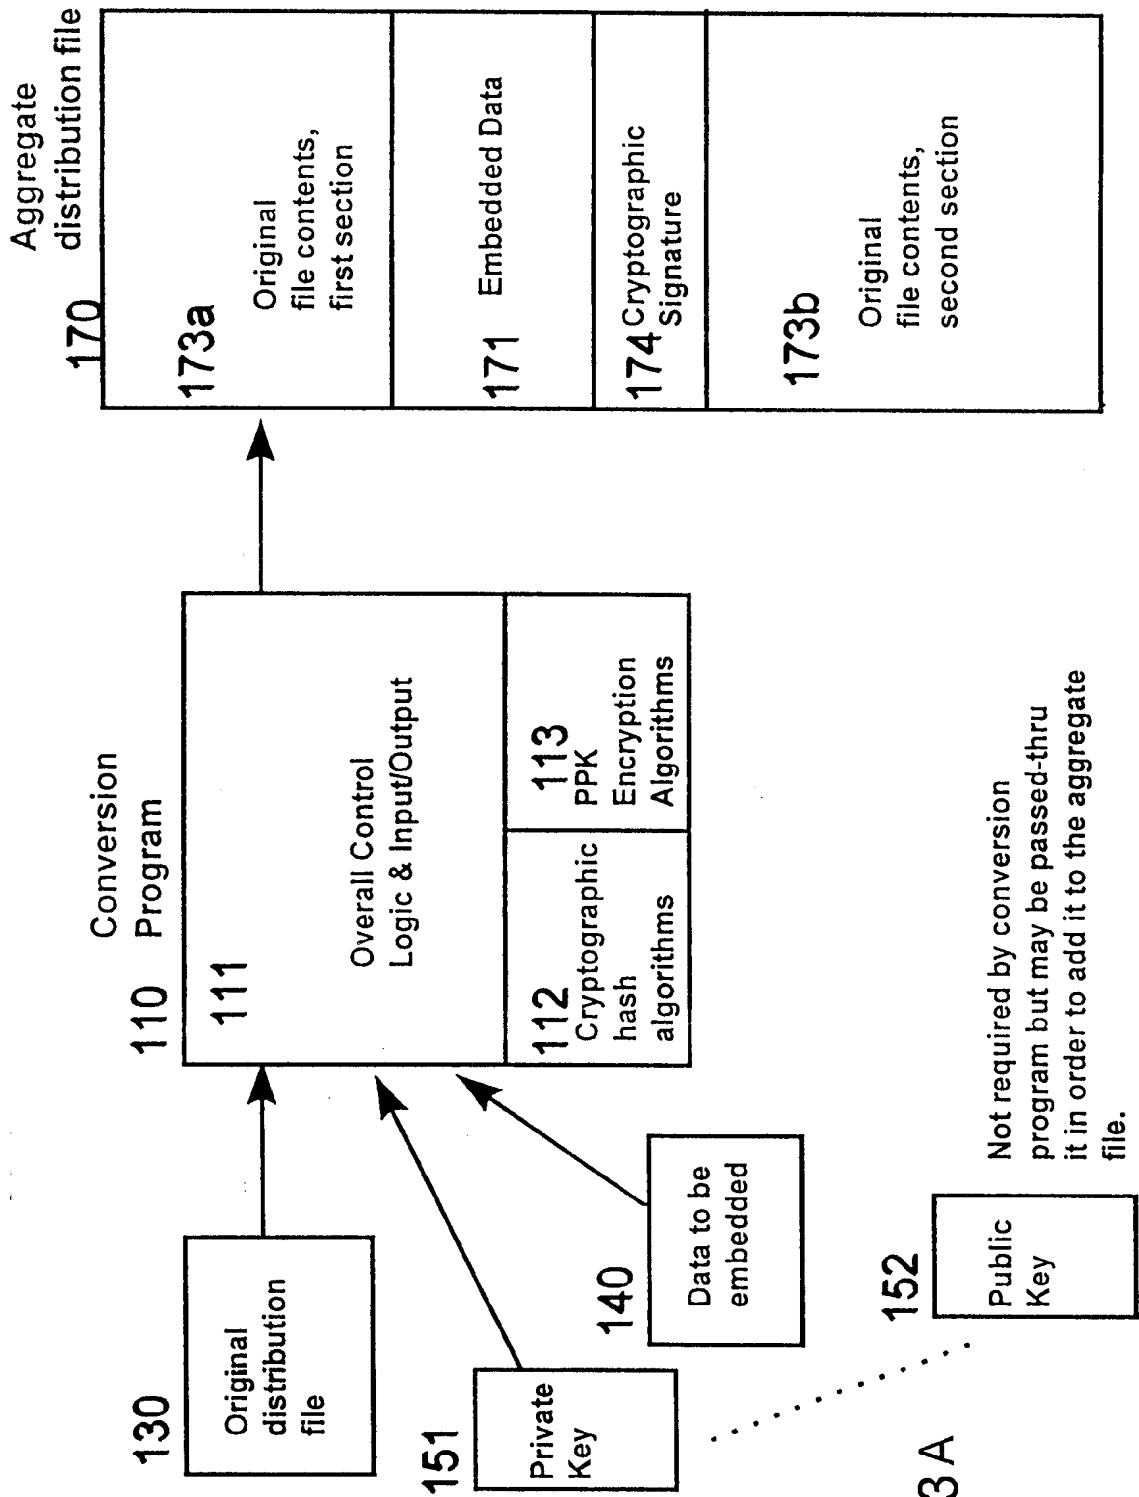 Aggregate
distribution file
170
173a
Original
file contents,
first section
171
Embedded Data
174
Cryptographic
Signature
173b
Original
file contents,
second section
Conversion
Program
110
111
Overall Control
Logic & Input/Output
112
Cryptographic
hash
algorithms
113
PPK
Encryption
Algorithms
130
Original
distribution
file
151
Private
Key
140
Data to be
embedded
152
Public
Key
Not required by conversion
program but may be passed-thru
it in order to add it to the aggregate
file.
3 A